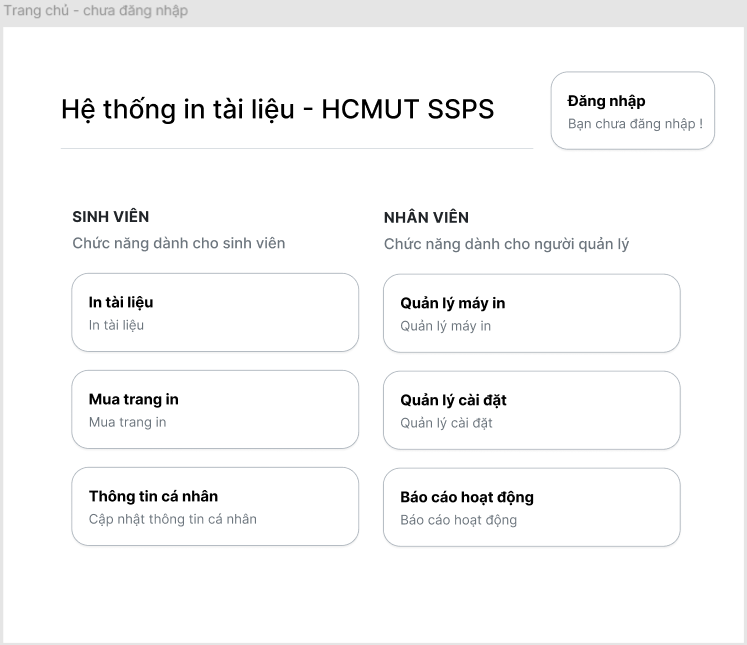 Trang chủ - chưa đăng nhập
Hệ thống in tài liệu - HCMUT SSPS
Đăng nhập
Bạn chưa đăng nhập !
SINH VIÊN
Chức năng dành cho sinh viên
In tài liệu
In tài liệu
Mua trang in
Mua trang in
Thông tin cá nhân
Cập nhật thông tin cá nhân
NHÂN VIÊN
Chức năng dành cho người quản lý
Quản lý máy in
Quản lý máy in
Quản lý cài đặt
Quản lý cài đặt
Báo cáo hoạt động
Báo cáo hoạt động